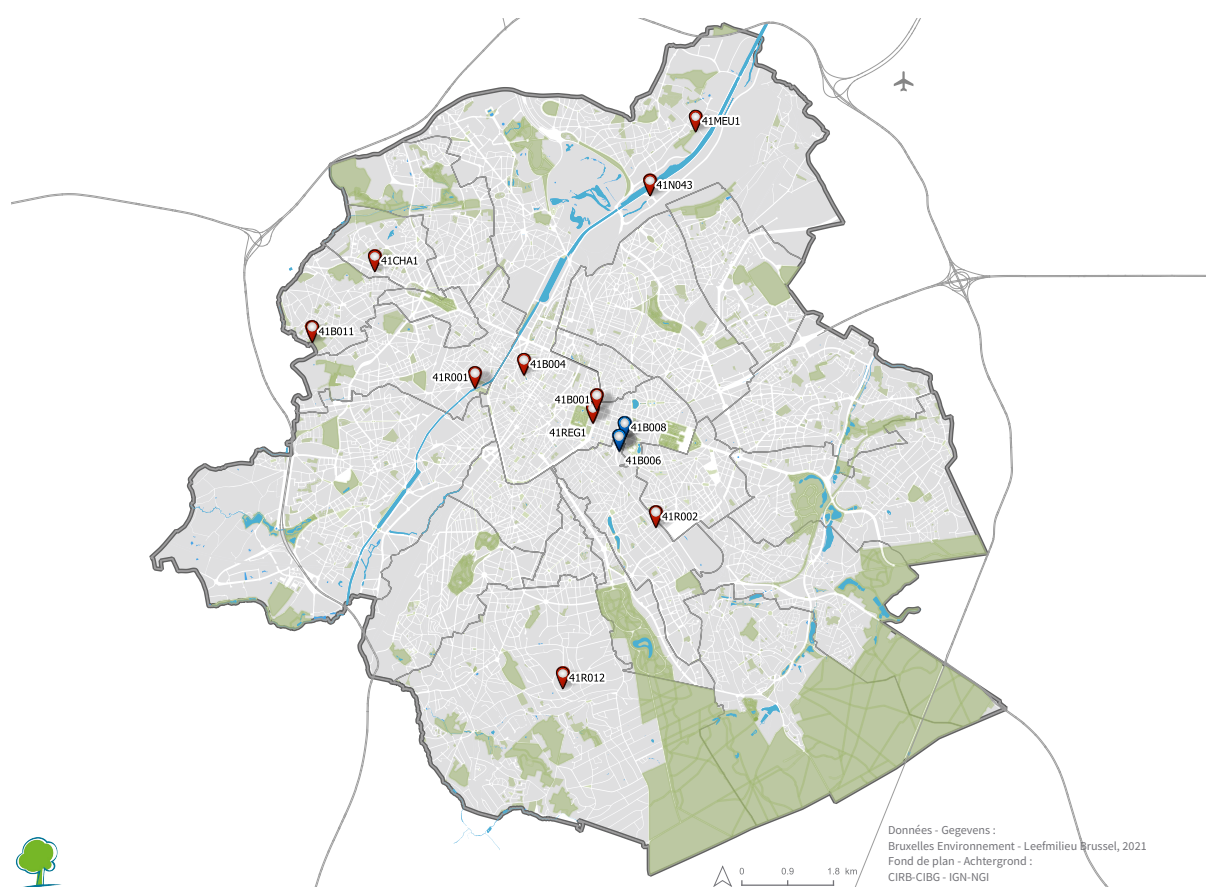 41MEU1
41N043
41CHA1
41B011
41B004
41R001
41B001
41REG1
41B008
41B006
41R002
41R012
Données - Gegevens :
Bruxelles Environnement - Leefmilieu Brussel, 2021
Fond de plan - Achtergrond :
CIRB-CIBG - IGN-NGI
0 0.9 1.8 km